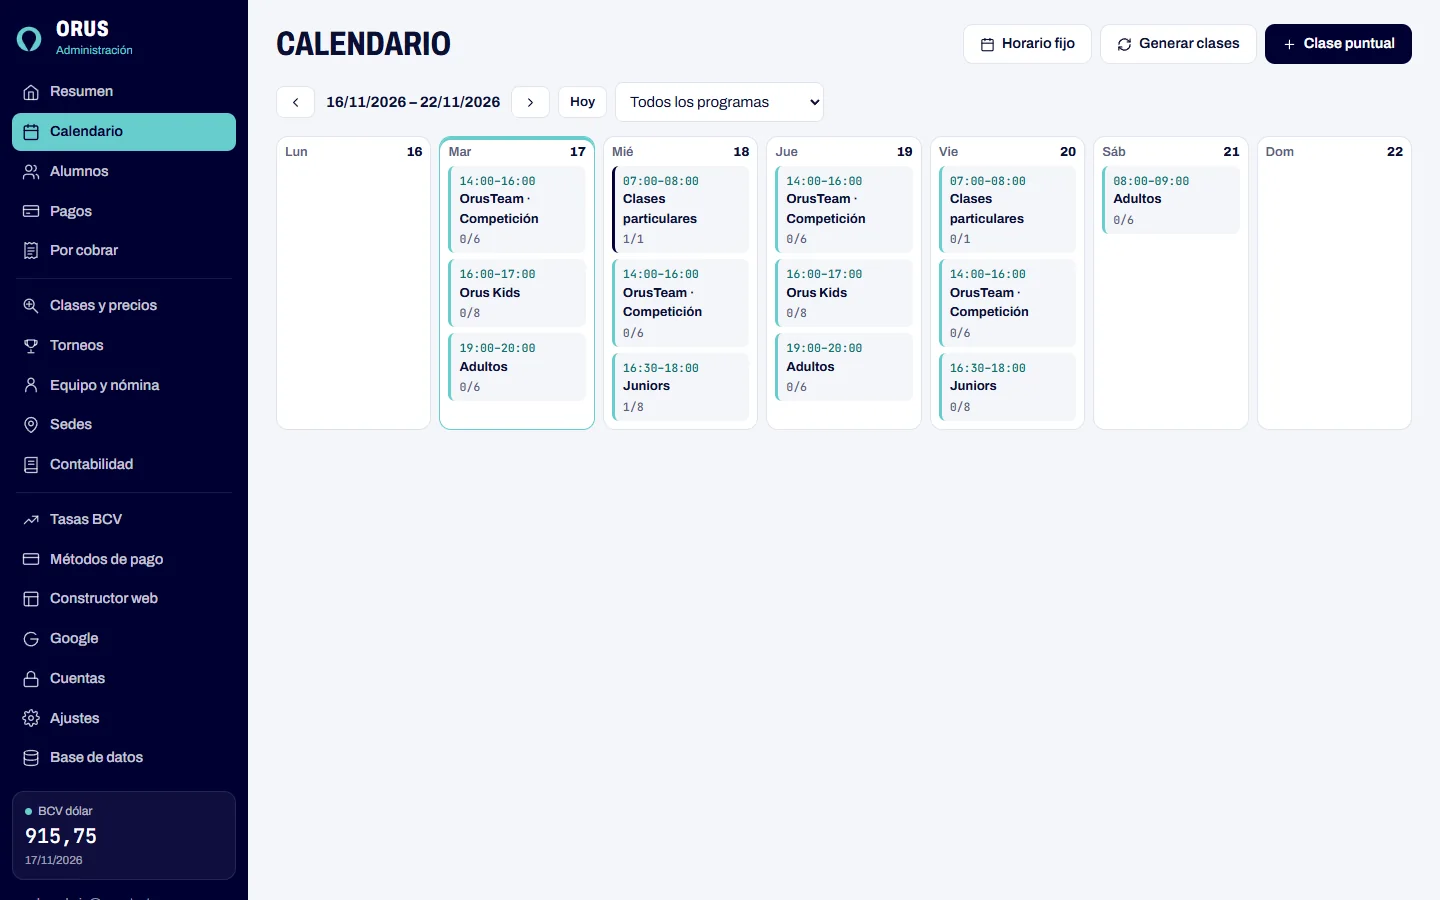 ORUS
Administración
Resumen
Calendario
Alumnos
Pagos
Por cobrar
Clases y precios
Torneos
Equipo y nómina
Sedes
Contabilidad
Tasas BCV
Métodos de pago
Constructor web
Google
Cuentas
Ajustes
Base de datos
BCV dólar
915,75
17/11/2026
CALENDARIO
Horario fijo
Generar clases
Clase puntual
16/11/2026 – 22/11/2026
Hoy
Todos los programas
Lun 16
Mar 17
14:00–16:00
OrusTeam ·
Competición
0/6
16:00–17:00
Orus Kids
0/8
19:00–20:00
Adultos
0/6
Mié 18
07:00–08:00
Clases
particulares
1/1
14:00–16:00
OrusTeam ·
Competición
0/6
16:30–18:00
Juniors
1/8
Jue 19
14:00–16:00
OrusTeam ·
Competición
0/6
16:00–17:00
Orus Kids
0/8
19:00–20:00
Adultos
0/6
Vie 20
07:00–08:00
Clases
particulares
0/1
14:00–16:00
OrusTeam ·
Competición
0/6
16:30–18:00
Juniors
0/8
Sáb 21
08:00–09:00
Adultos
0/6
Dom 22